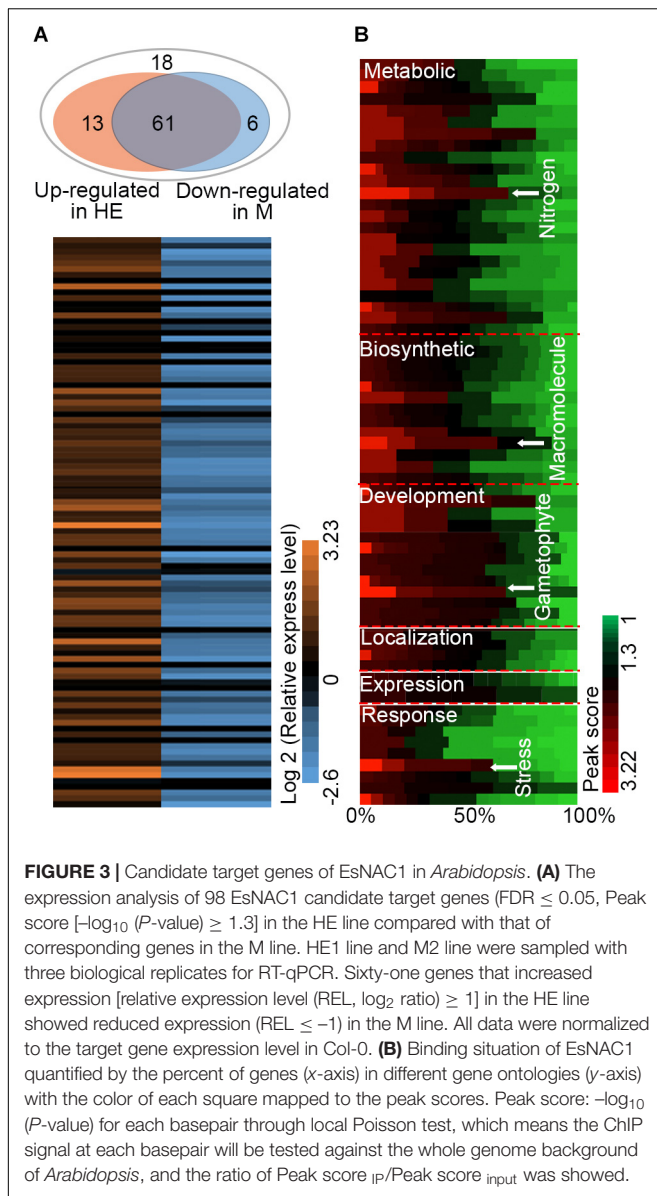 A
18
13
61
6
Up-regulated
in HE
Down-regulated
in M
3.23
0
-2.6
Log 2 (Relative express level)
B
Metabolic
Nitrogen
Biosynthetic
Macromolecule
Development
Gametophyte
Localization
Expression
Response
Stress
1
1.3
3.22
Peak score
0%
50%
100%
FIGURE 3 | Candidate target genes of EsNAC1 in Arabidopsis. (A) The
expression analysis of 98 EsNAC1 candidate target genes (FDR ≤ 0.05, Peak
score [–log10 (P-value) ≥ 1.3] in the HE line compared with that of
corresponding genes in the M line. HE1 line and M2 line were sampled with
three biological replicates for RT-qPCR. Sixty-one genes that increased
expression [relative expression level (REL, log2 ratio) ≥ 1] in the HE line
showed reduced expression (REL ≤ –1) in the M line. All data were normalized
to the target gene expression level in Col-0. (B) Binding situation of EsNAC1
quantified by the percent of genes (x-axis) in different gene ontologies (y-axis)
with the color of each square mapped to the peak scores. Peak score: –log10
(P-value) for each basepair through local Poisson test, which means the ChIP
signal at each basepair will be tested against the whole genome background
of Arabidopsis, and the ratio of Peak score IP/Peak score input was showed.